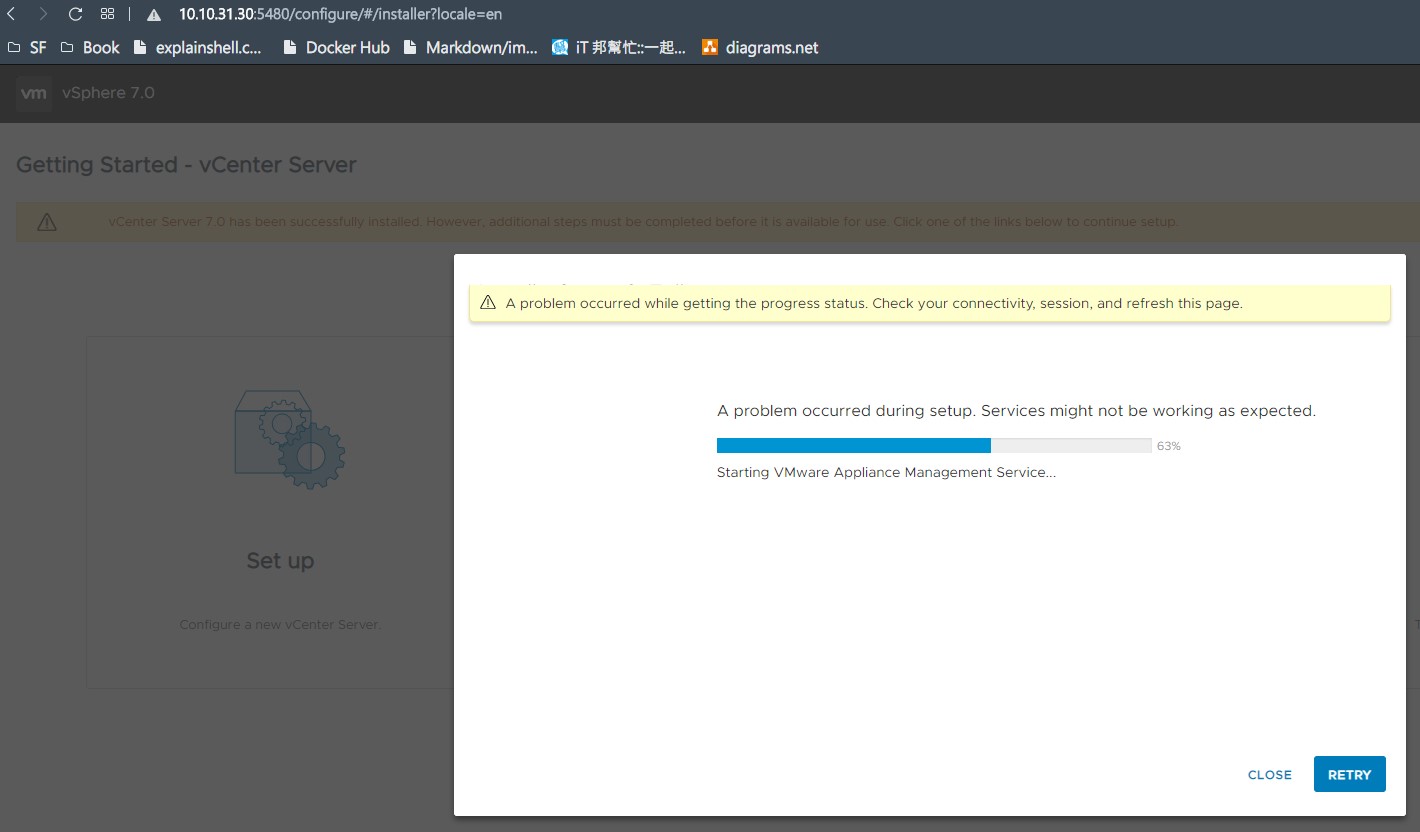 10.10.31.30:5480/configure/#/installer?locale=en
SF Book explainshell.c... Docker Hub Markdown/im... iT 邦幫忙::一起... diagrams.net
vm vSphere 7.0
Getting Started - vCenter Server
vCenter Server 7.0 has been successfully installed. However, additional steps must be completed before it is available for use. Click one of the links below to continue setup.
A problem occurred while getting the progress status. Check your connectivity, session, and refresh this page.
A problem occurred during setup. Services might not be working as expected.
63%
Starting VMware Appliance Management Service...
Set up
Configure a new vCenter Server.
CLOSE RETRY